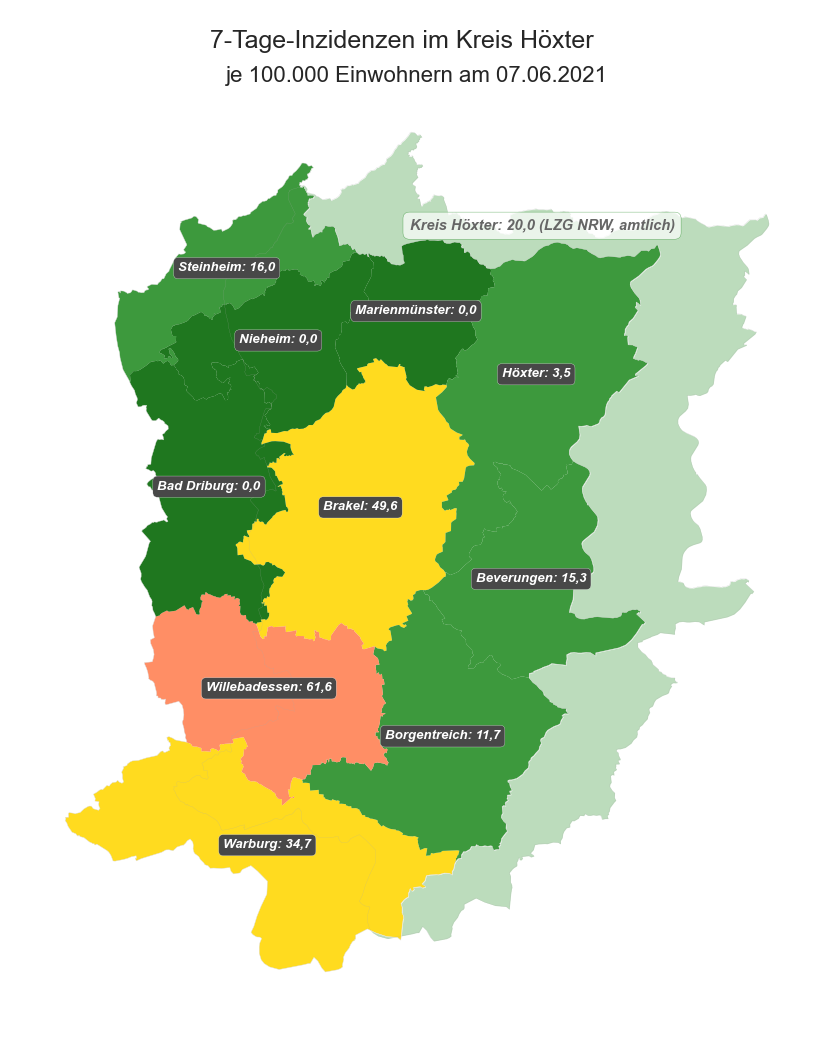 7-Tage-Inzidenzen im Kreis Höxter
je 100.000 Einwohnern am 07.06.2021
Kreis Höxter: 20,0 (LZG NRW, amtlich)
Steinheim: 16,0
Marienmünster: 0,0
Nieheim: 0,0
Höxter: 3,5
Bad Driburg: 0,0
Brakel: 49,6
Beverungen: 15,3
Willebadessen: 61,6
Borgentreich: 11,7
Warburg: 34,7